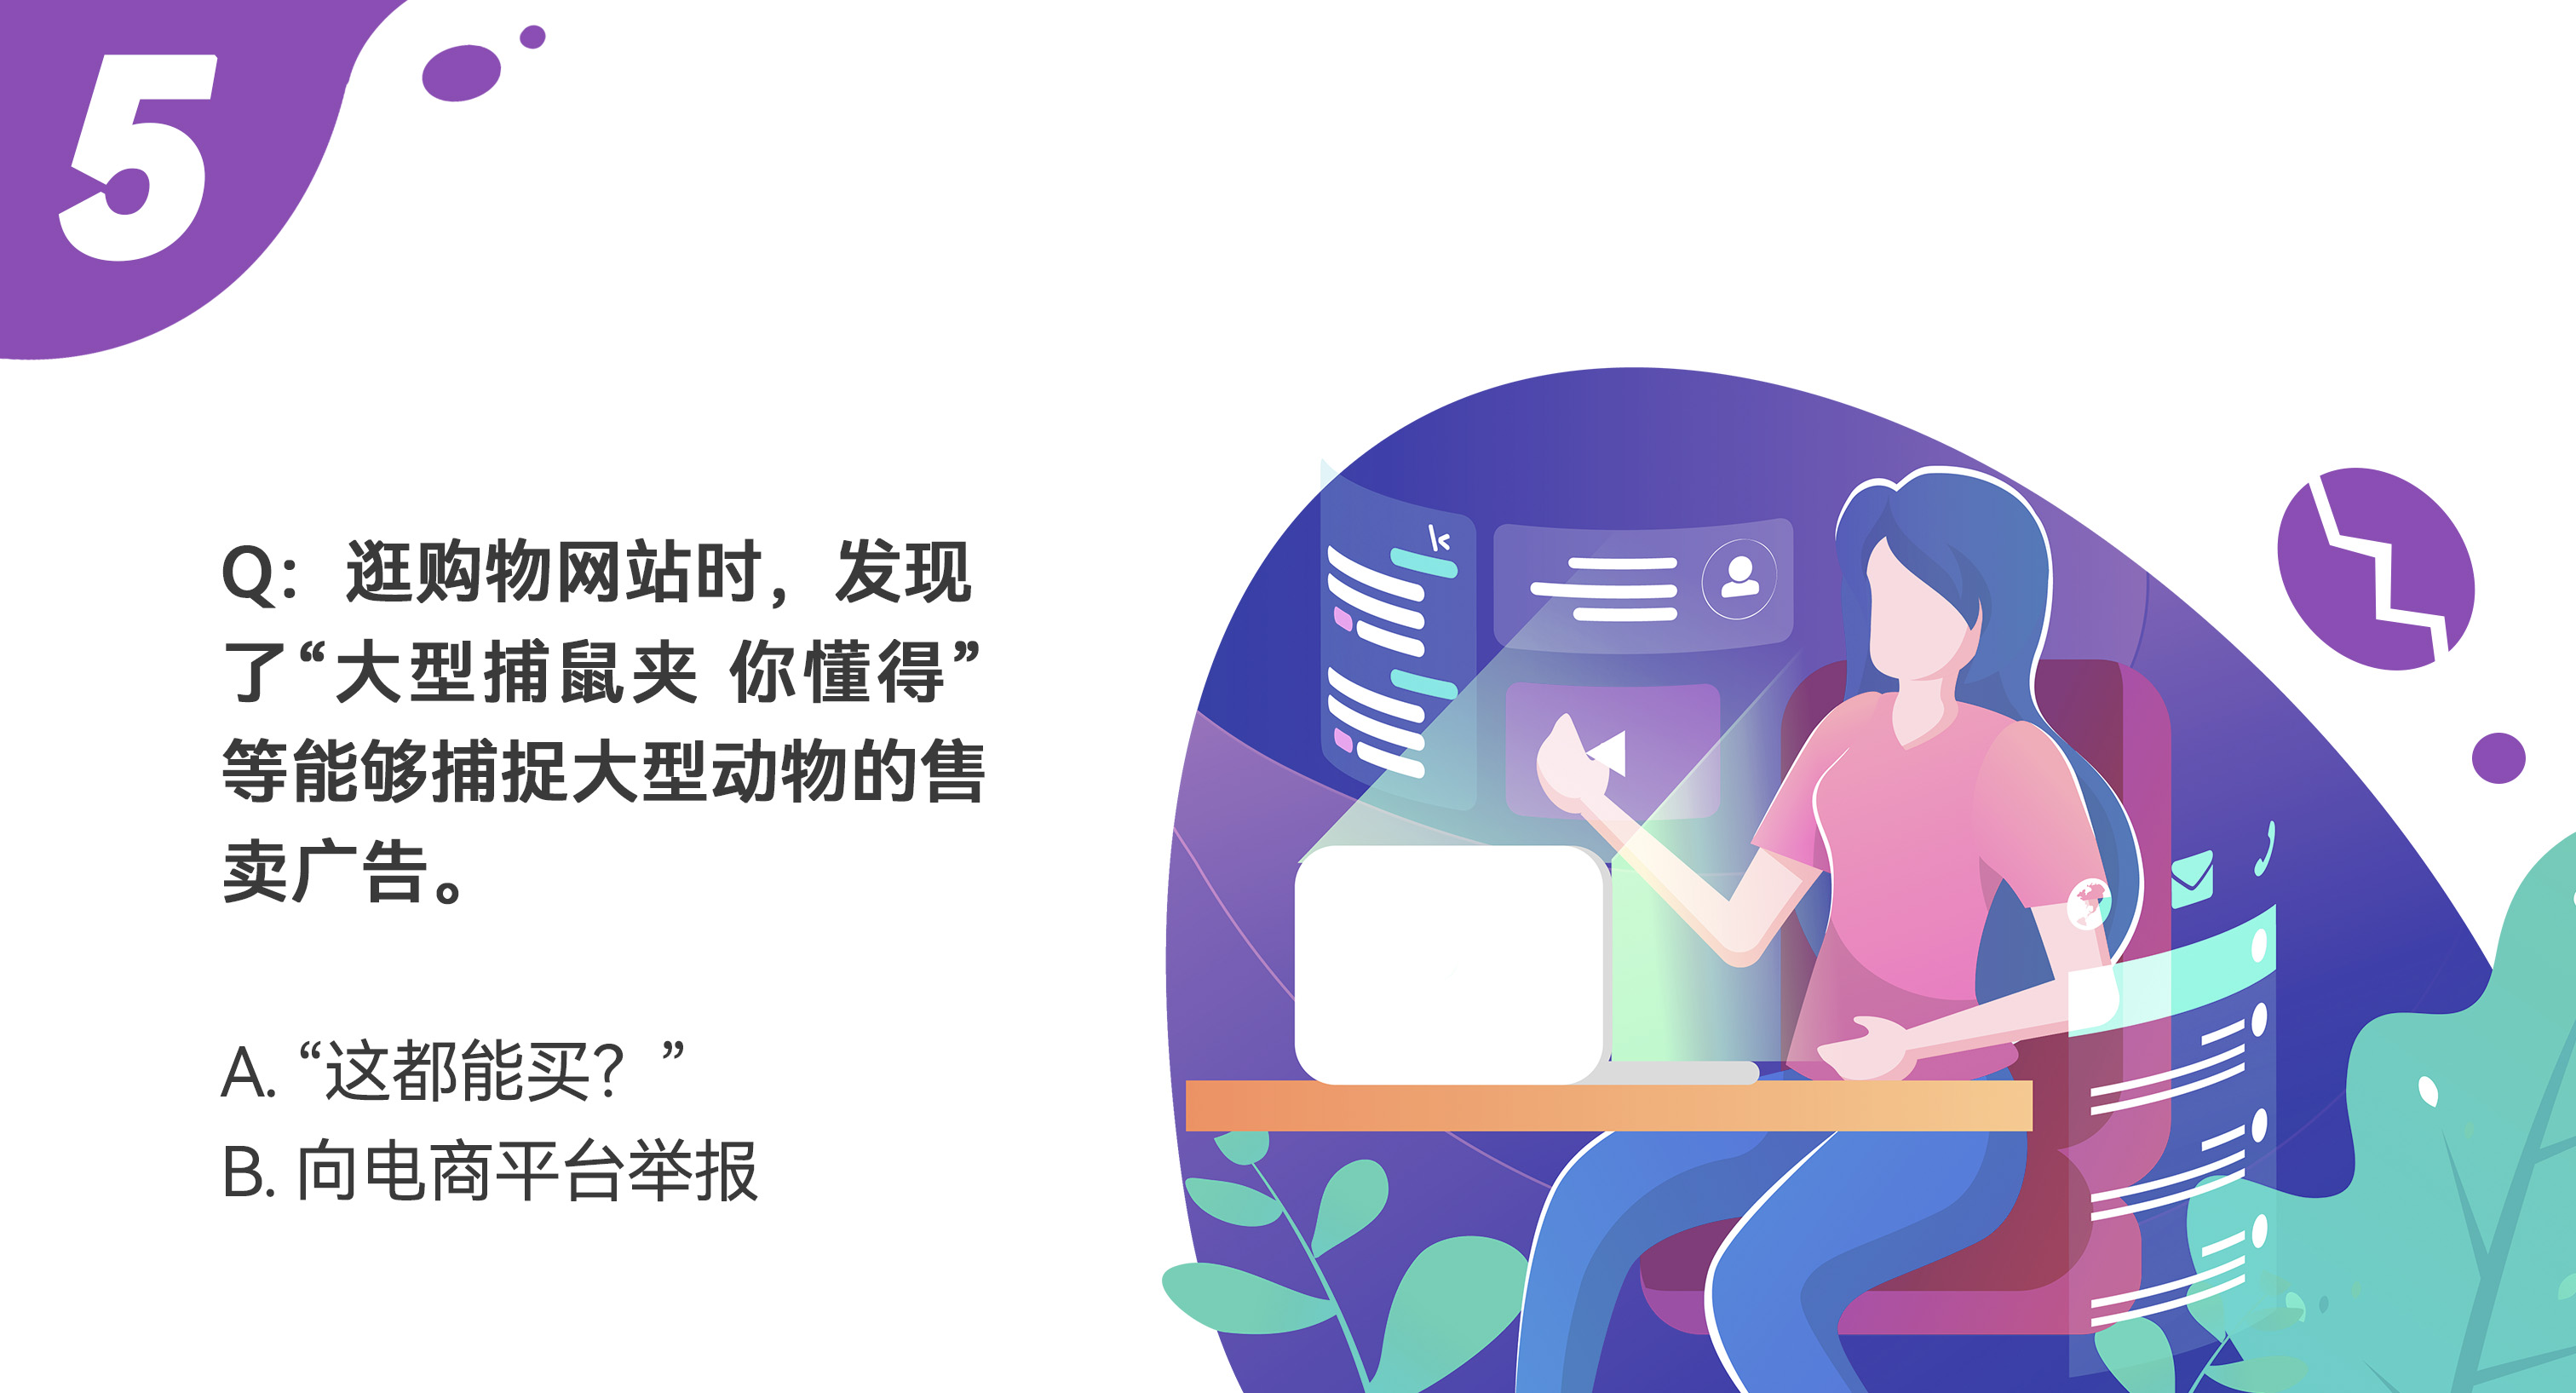 5
Q：逛购物网站时，发现
了“大型捕鼠夹 你懂得”
等能够捕捉大型动物的售
卖广告。
A. “这都能买？”
B. 向电商平台举报